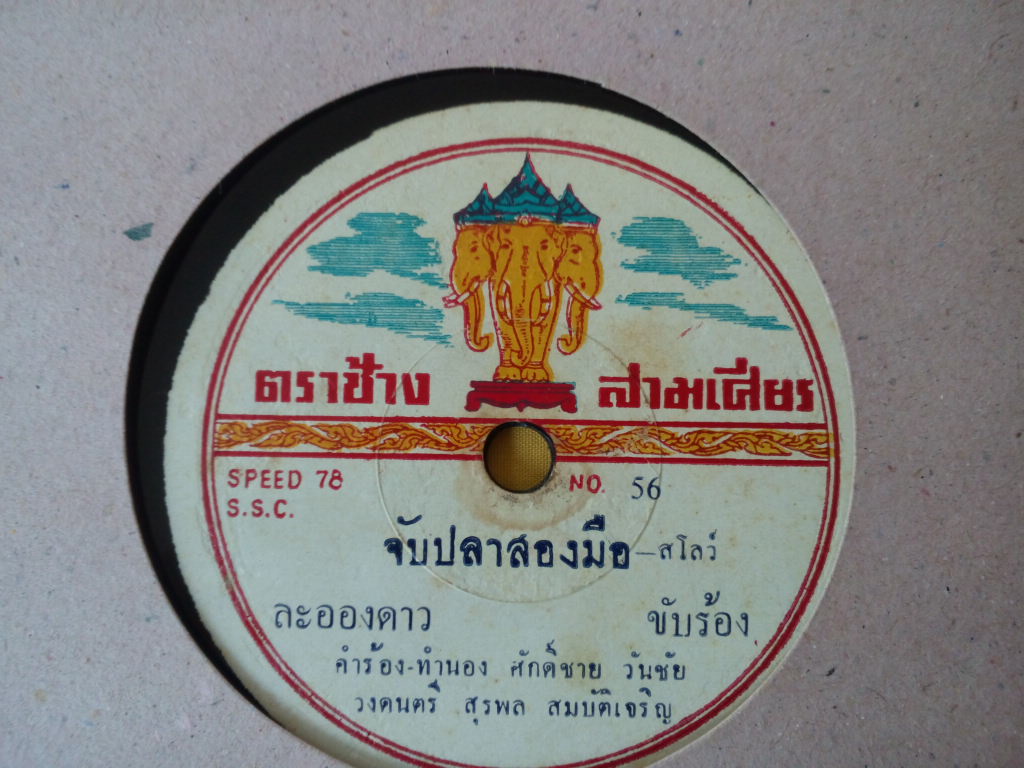 ตราช้าง สามเศียร
SPEED 78 NO. 56
S.S.C.
จับปลาสองมือ – สโลว์
ละอองดาว ขับร้อง
คำร้อง-ทำนอง ศักดิ์ชาย วันชัย
วงดนตรี สุรพล สมบัติเจริญ